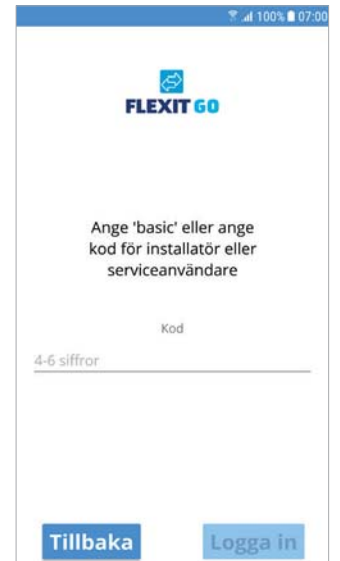 100% 07:00
FLEXIT GO
Ange 'basic' eller ange
kod för installatör eller
serviceanvändare
Kod
4-6 siffror
Tillbaka Logga in